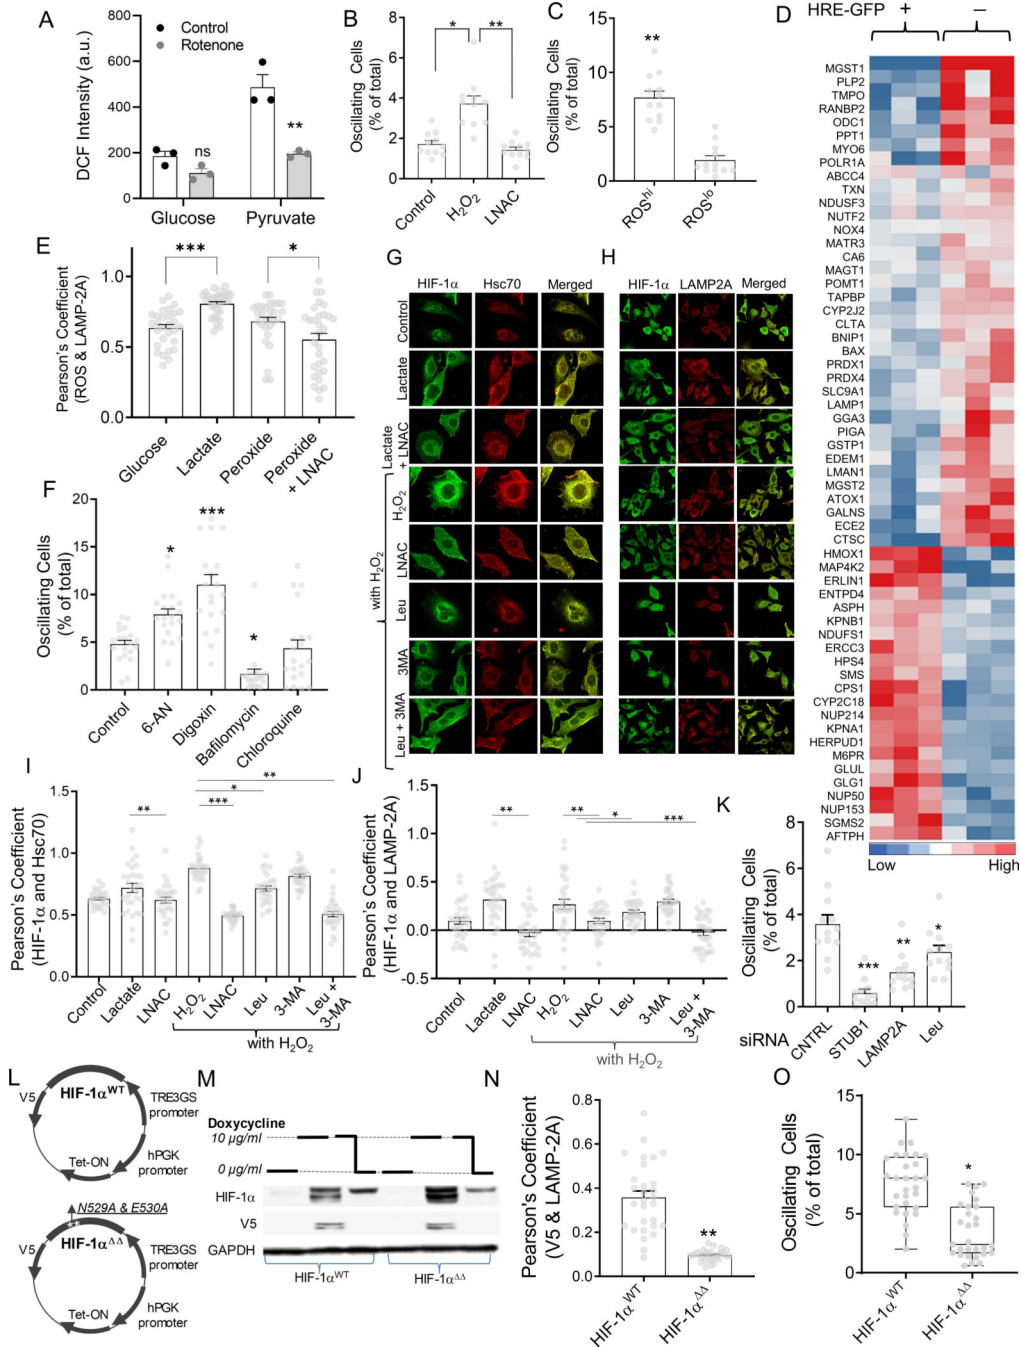 A
Control
Rotenone
DCF Intensity (a.u.)
800
600
400
200
0
ns
**
Glucose
Pyruvate
B
Oscillating Cells
(% of total)
8
6
4
2
0
*
**
Control
H₂O₂
LNAC
C
Oscillating Cells
(% of total)
15
10
5
0
**
ROSʰⁱ
ROSˡᵒ
D
HRE-GFP
+
−
MGST1
PLP2
TMPO
RANBP2
ODC1
PPT1
MYO6
POLR1A
ABCC4
TXN
NDUSF3
NUTF2
NOX4
MATR3
CA6
MAGT1
POMT1
TAPBP
CYP2J2
CLTA
BNIP1
BAX
PRDX1
PRDX4
SLC9A1
LAMP1
GGA3
PIGA
GSTP1
EDEM1
LMAN1
MGST2
ATOX1
GALNS
ECE2
CTSC
HMOX1
MAP4K2
ERLIN1
ENTPD4
ASPH
KPNB1
NDUFS1
ERCC3
HPS4
SMS
CPS1
CYP2C18
NUP214
KPNA1
HERPUD1
M6PR
GLUL
GLG1
NUP50
NUP153
SGMS2
AFTPH
Low
High
E
Pearson's Coefficient
(ROS & LAMP-2A)
1.0
0.5
0.0
***
*
Glucose
Lactate
Peroxide
Peroxide
+ LNAC
F
Oscillating Cells
(% of total)
20
15
10
5
0
*
***
*
Control
6-AN
Digoxin
Bafilomycin
Chloroquine
G
HIF-1α
Hsc70
Merged
Control
Lactate
Lactate
+ LNAC
H₂O₂
LNAC
Leu
3MA
Leu + 3MA
with H₂O₂
H
HIF-1α
LAMP2A
Merged
I
Pearson's Coefficient
(HIF-1α and Hsc70)
1.5
1.0
0.5
0.0
**
***
*
**
Control
Lactate
LNAC
H₂O₂
LNAC
Leu
3-MA
Leu +
3-MA
with H₂O₂
J
Pearson's Coefficient
(HIF-1α and LAMP-2A)
1.5
1.0
0.5
0.0
-0.5
**
**
*
***
Control
Lactate
LNAC
H₂O₂
LNAC
Leu
3-MA
Leu +
3-MA
with H₂O₂
K
Oscillating Cells
(% of total)
8
6
4
2
0
***
**
*
siRNA
CNTRL
STUB1
LAMP2A
Leu
L
V5
HIF-1αᵂᵀ
TRE3GS
promoter
hPGK
promoter
Tet-ON
N529A & E530A
**
V5
HIF-1α^ΔΔ
TRE3GS
promoter
hPGK
promoter
Tet-ON
M
Doxycycline
10 µg/ml
0 µg/ml
HIF-1α
V5
GAPDH
HIF-1αᵂᵀ
HIF-1α^ΔΔ
N
Pearson's Coefficient
(V5 & LAMP-2A)
0.8
0.6
0.4
0.2
0.0
**
HIF-1αᵂᵀ
HIF-1α^ΔΔ
O
Oscillating Cells
(% of total)
15
10
5
0
*
HIF-1αᵂᵀ
HIF-1α^ΔΔ